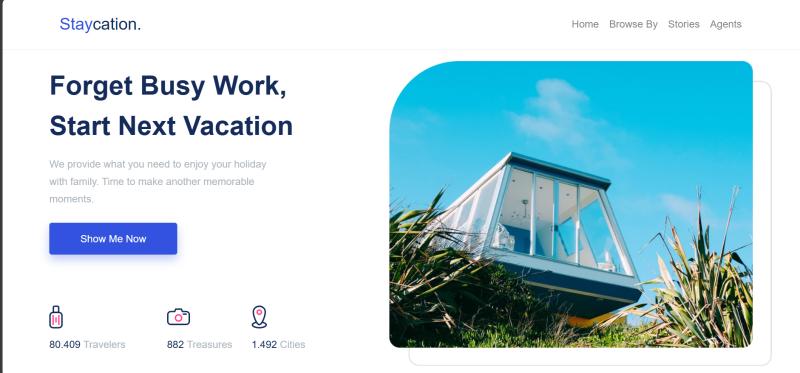 Staycation.
Home Browse By Stories Agents
Forget Busy Work,
Start Next Vacation
We provide what you need to enjoy your holiday
with family. Time to make another memorable
moments.
Show Me Now
80.409 Travelers
882 Treasures
1.492 Cities